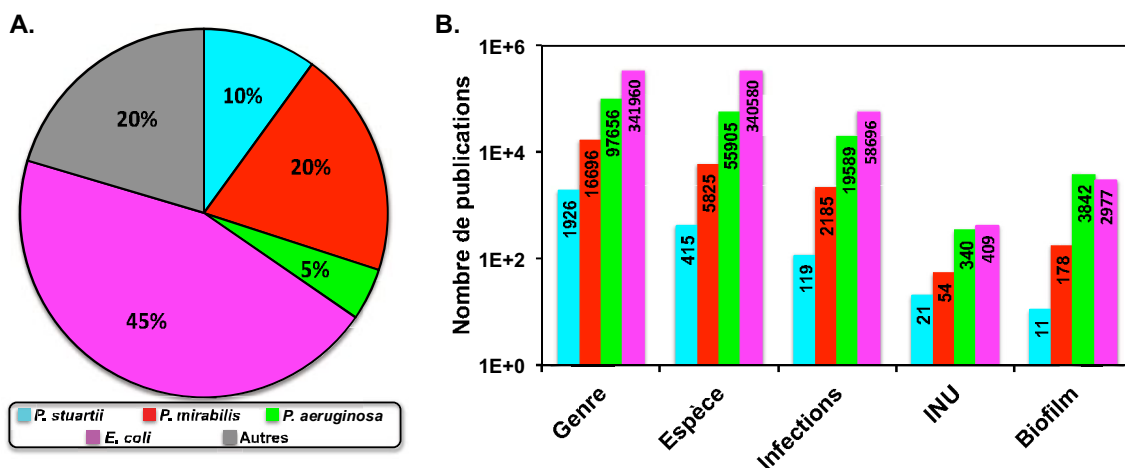 A.
10%
20%
5%
45%
20%
P. stuartii P. mirabilis P. aeruginosa
E. coli Autres
B.
Nombre de publications
1E+6
1E+4
1E+2
1E+0
1926 16696 97656 341960
415 5825 55905 340580
119 2185 19589 58696
21 54 340 409
11 178 3842 2977
Genre
Espèce
Infections
INU
Biofilm